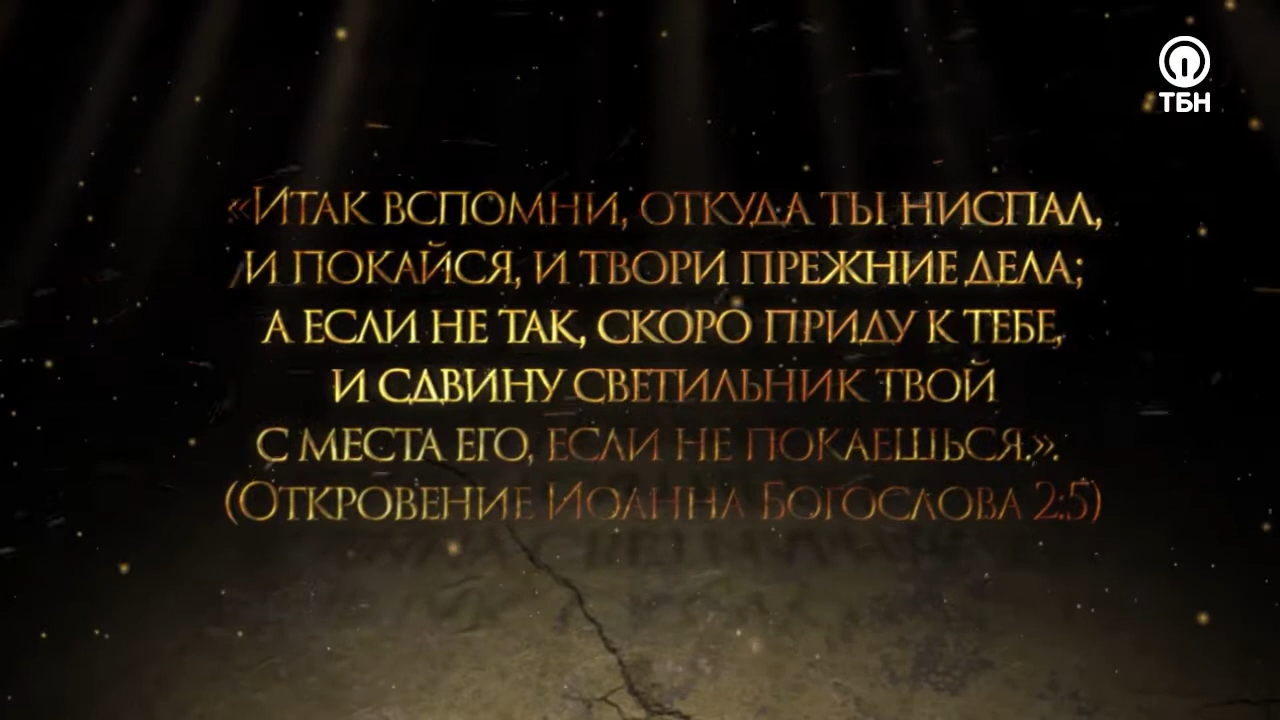 ТБН
«Итак вспомни, откуда ты ниспал,
и покайся, и твори прежние дела;
а если не так, скоро приду к тебе,
и сдвину светильник твой
с места его, если не покаешься.».
(Откровение Иоанна Богослова 2:5)